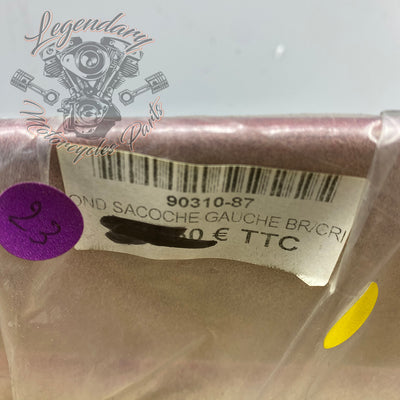 Legendary
Motorcycles Parts
90310-87
OND SACOCHE GAUCHE BR/CRI
0 € TTC
23